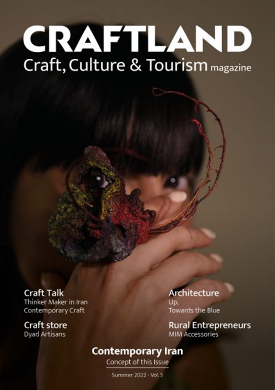 CRAFTLAND
Craft, Culture & Tourism magazine
Craft Talk
Thinker Maker in Iran
Contemporary Craft
Craft store
Dyad Artisans
Architecture
Up.
Towards the Blue
Rural Entrepreneurs
MIM Accessories
Contemporary Iran
Concept of this Issue
Summer 2022 - Vol. 5